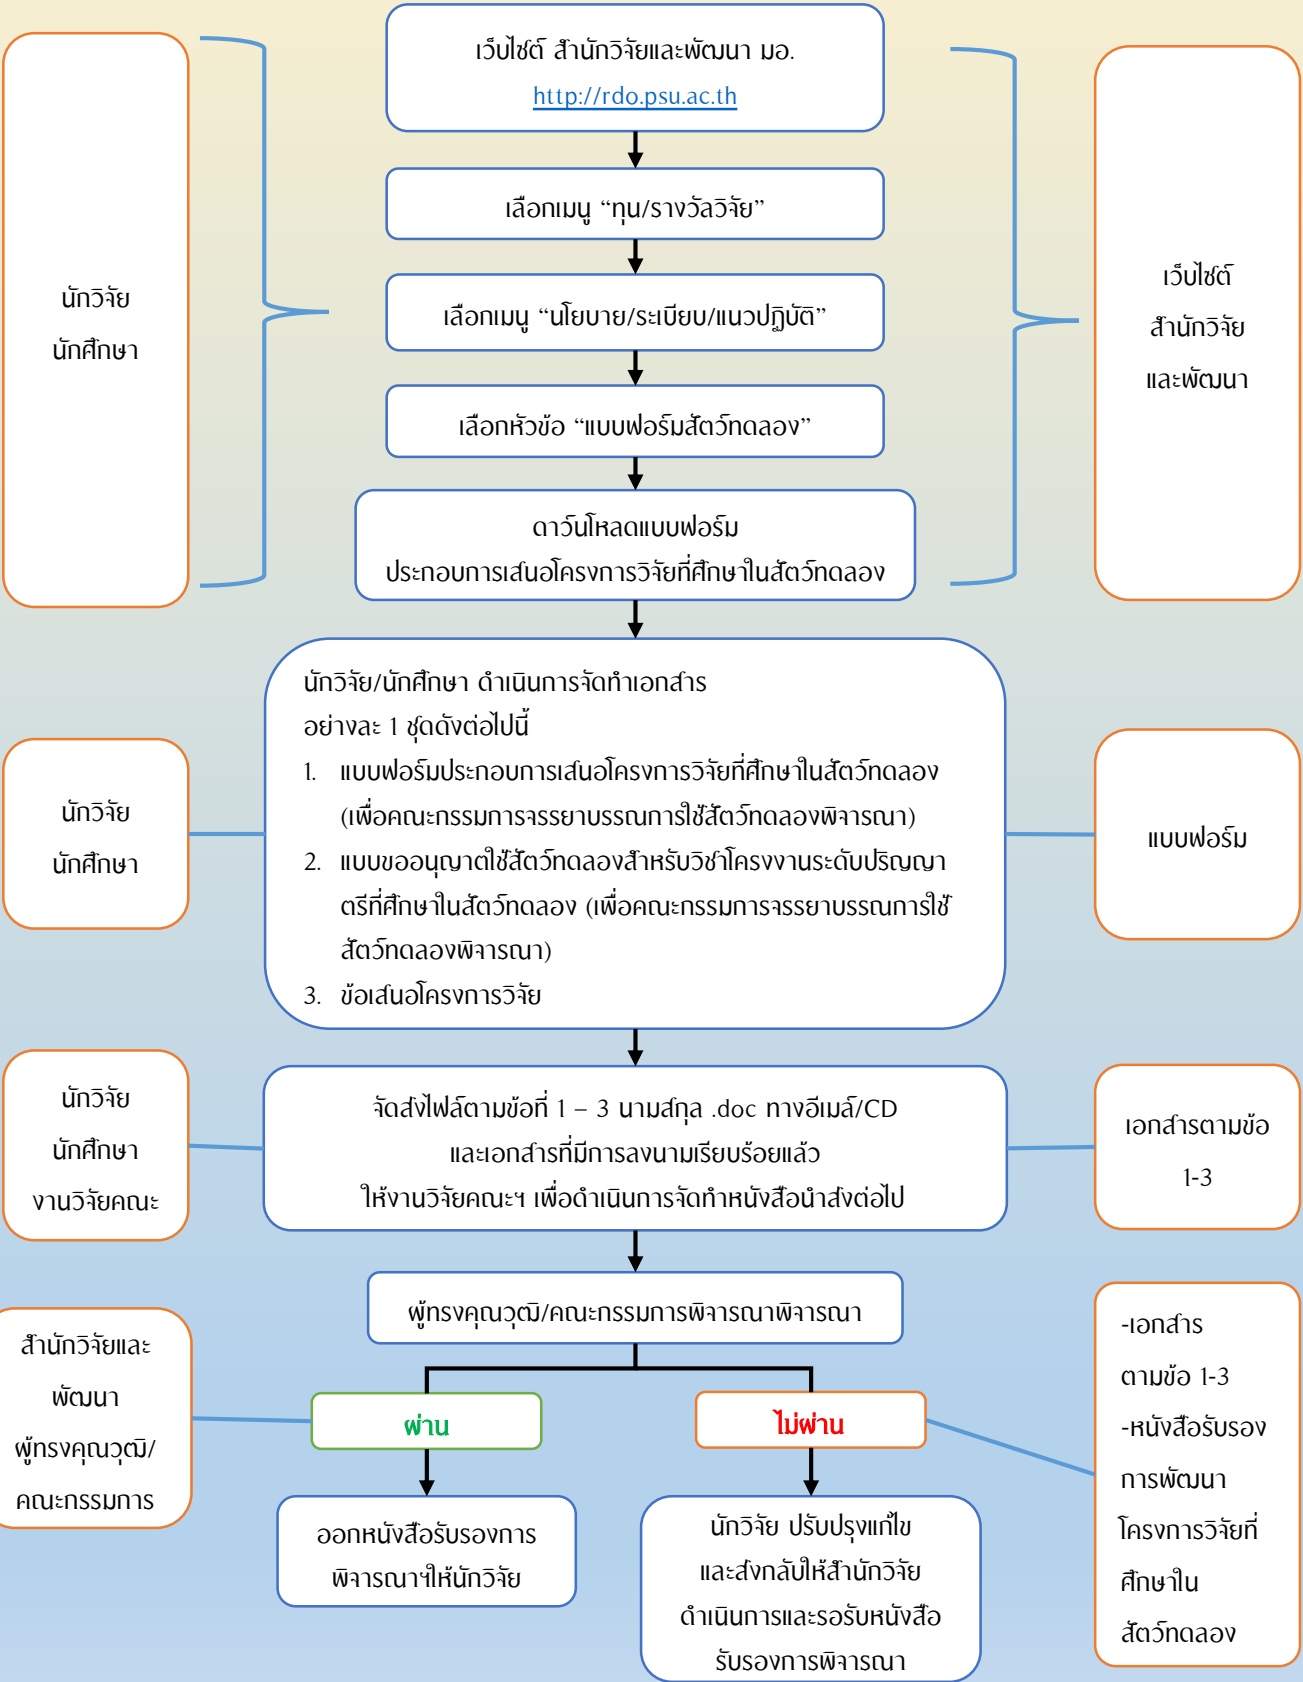 เว็บไซต์ สำนักวิจัยและพัฒนา มอ.
http://rdo.psu.ac.th
เลือกเมนู “ทุน/รางวัลวิจัย”
เลือกเมนู “นโยบาย/ระเบียบ/แนวปฏิบัติ”
เลือกหัวข้อ “แบบฟอร์มสัตว์ทดลอง”
ดาว์นโหลดแบบฟอร์ม
ประกอบการเสนอโครงการวิจัยที่ศึกษาในสัตว์ทดลอง
นักวิจัย
นักศึกษา
เว็บไซต์
สำนักวิจัย
และพัฒนา
นักวิจัย/นักศึกษา ดำเนินการจัดทำเอกสาร
อย่างละ 1 ชุดดังต่อไปนี้
1. แบบฟอร์มประกอบการเสนอโครงการวิจัยที่ศึกษาในสัตว์ทดลอง
(เพื่อคณะกรรมการจรรยาบรรณการใช้สัตว์ทดลองพิจารณา)
2. แบบขออนุญาตใช้สัตว์ทดลองสำหรับวิชาโครงงานระดับปริญญา
ตรีที่ศึกษาในสัตว์ทดลอง (เพื่อคณะกรรมการจรรยาบรรณการใช้
สัตว์ทดลองพิจารณา)
3. ข้อเสนอโครงการวิจัย
นักวิจัย
นักศึกษา
แบบฟอร์ม
นักวิจัย
นักศึกษา
งานวิจัยคณะ
จัดส่งไฟล์ตามข้อที่ 1 – 3 นามสกุล .doc ทางอีเมล์/CD
และเอกสารที่มีการลงนามเรียบร้อยแล้ว
ให้งานวิจัยคณะฯ เพื่อดำเนินการจัดทำหนังสือนำส่งต่อไป
เอกสารตามข้อ
1-3
ผู้ทรงคุณวุฒิ/คณะกรรมการพิจารณาพิจารณา
สำนักวิจัยและ
พัฒนา
ผู้ทรงคุณวุฒิ/
คณะกรรมการ
ผ่าน
ไม่ผ่าน
ออกหนังสือรับรองการ
พิจารณาฯให้นักวิจัย
นักวิจัย ปรับปรุงแก้ไข
และส่งกลับให้สำนักวิจัย
ดำเนินการและรอรับหนังสือ
รับรองการพิจารณา
-เอกสาร
ตามข้อ 1-3
-หนังสือรับรอง
การพัฒนา
โครงการวิจัยที่
ศึกษาใน
สัตว์ทดลอง